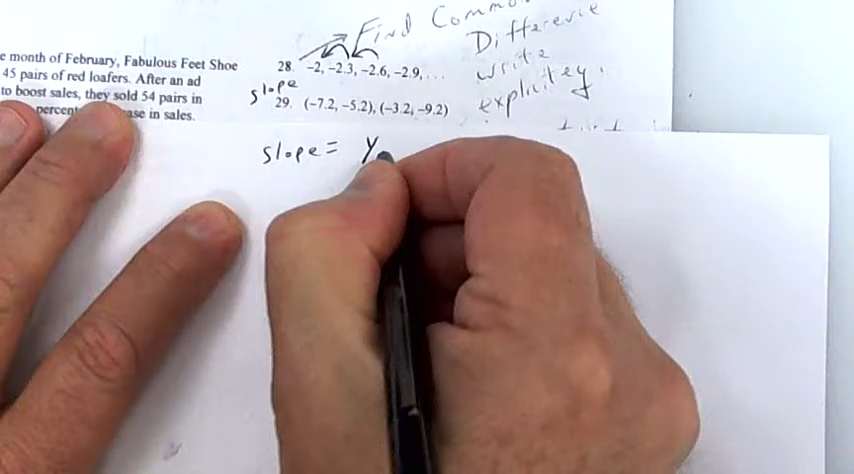 Find Commo
Difference
write
explicitey.
e month of February, Fabulous Feet Shoe
45 pairs of red loafers. After an ad
to boost sales, they sold 54 pairs in
percent ase in sales.
28. -2, -2.3, -2.6, -2.9, . . .
slope
29. (-7.2, -5.2), (-3.2, -9.2)
slope = y